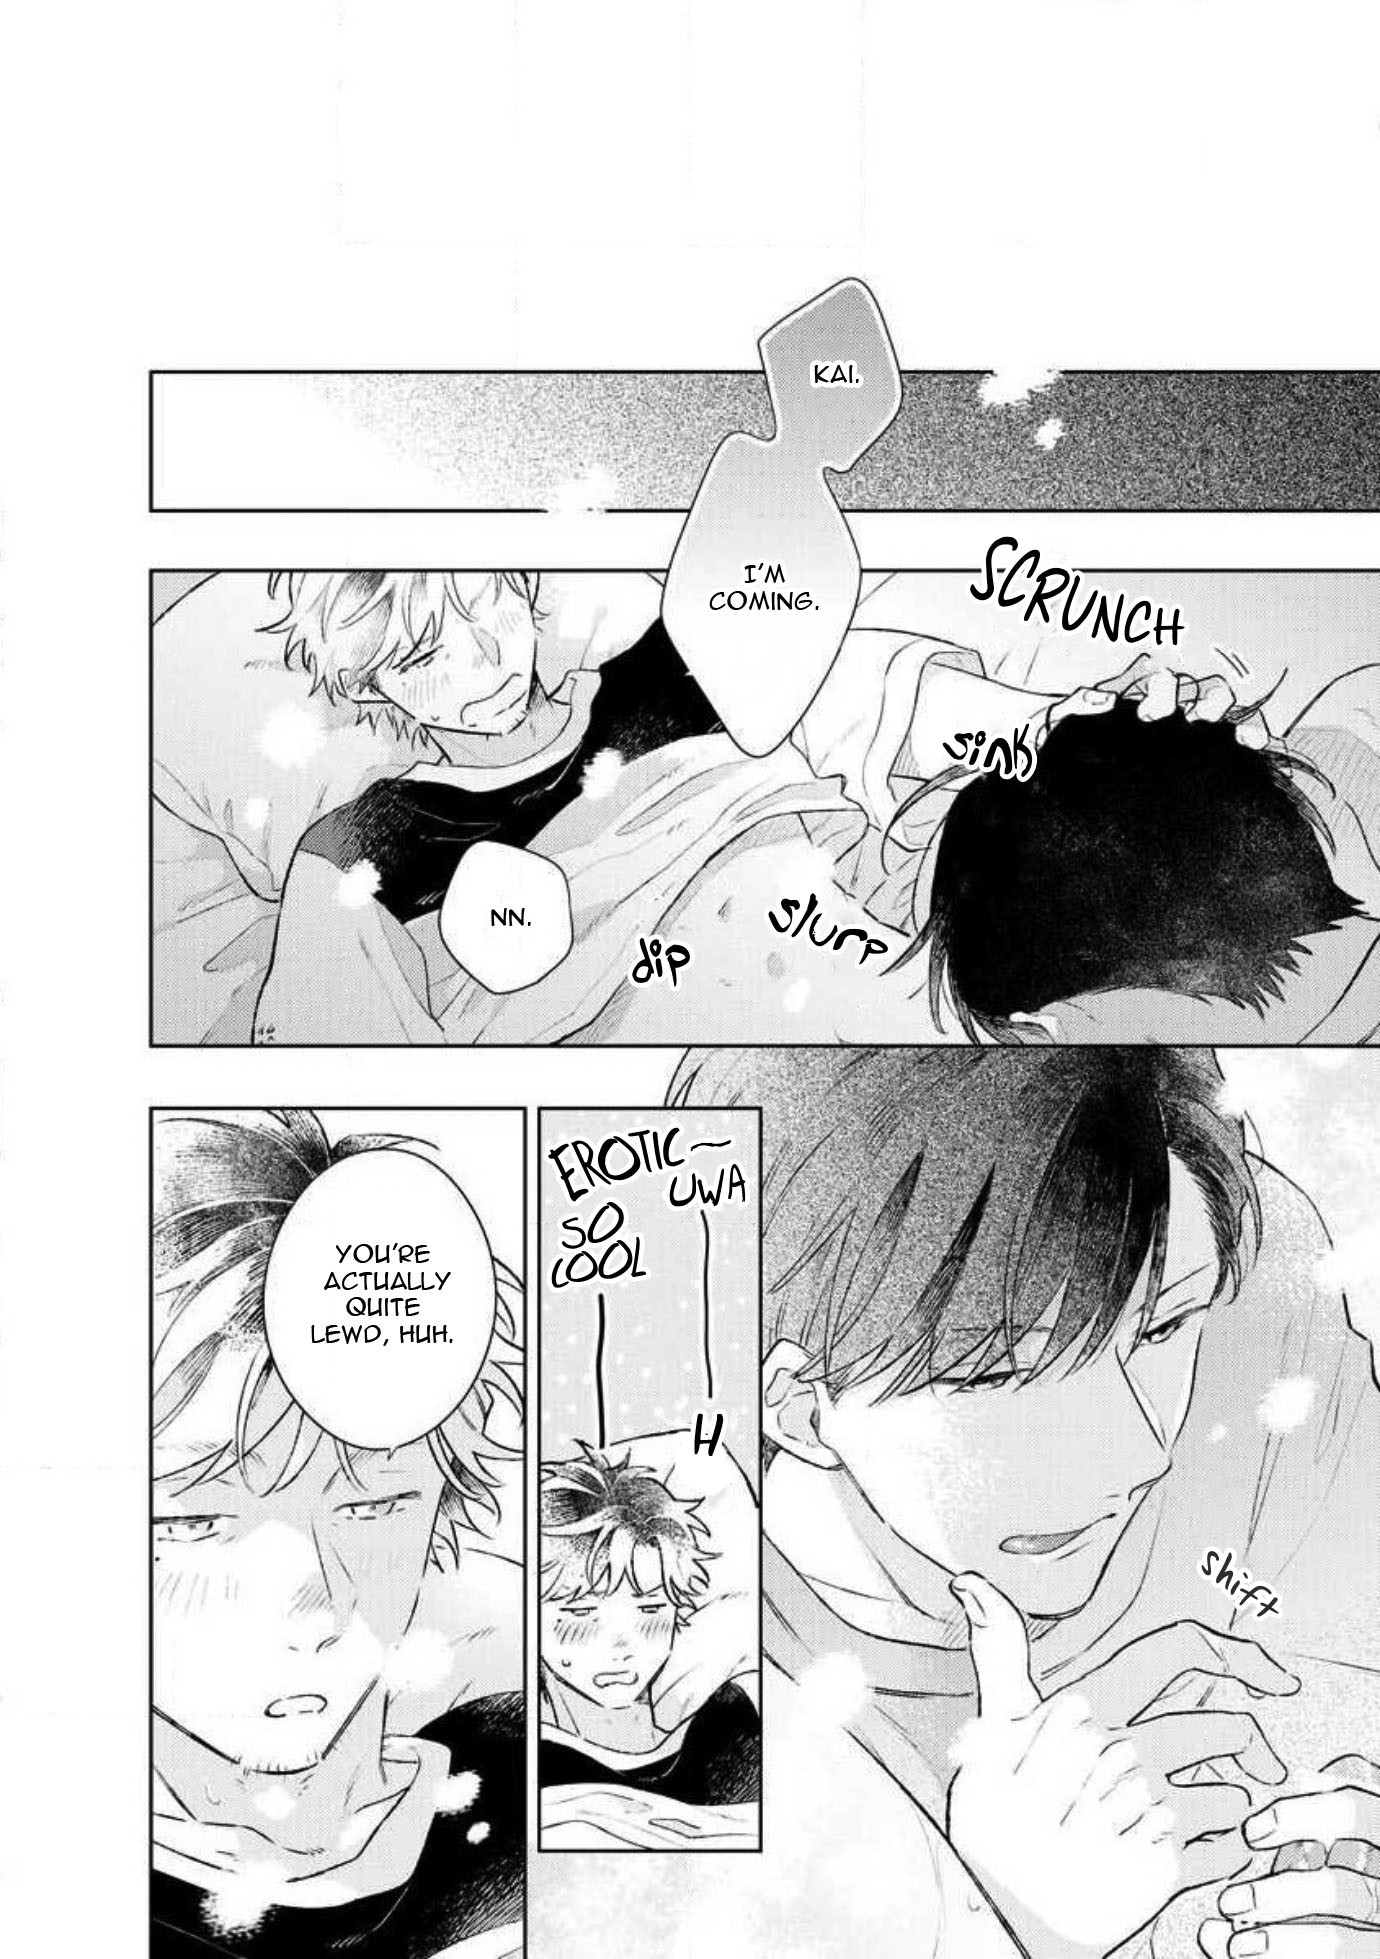 KAI.
I'M
COMING.
SCRUNCH
sink
slurp
dip
NN.
shift
UWA
EROTIC
SO
COOL
H
YOU'RE
ACTUALLY
QUITE
LEWD, HUH.